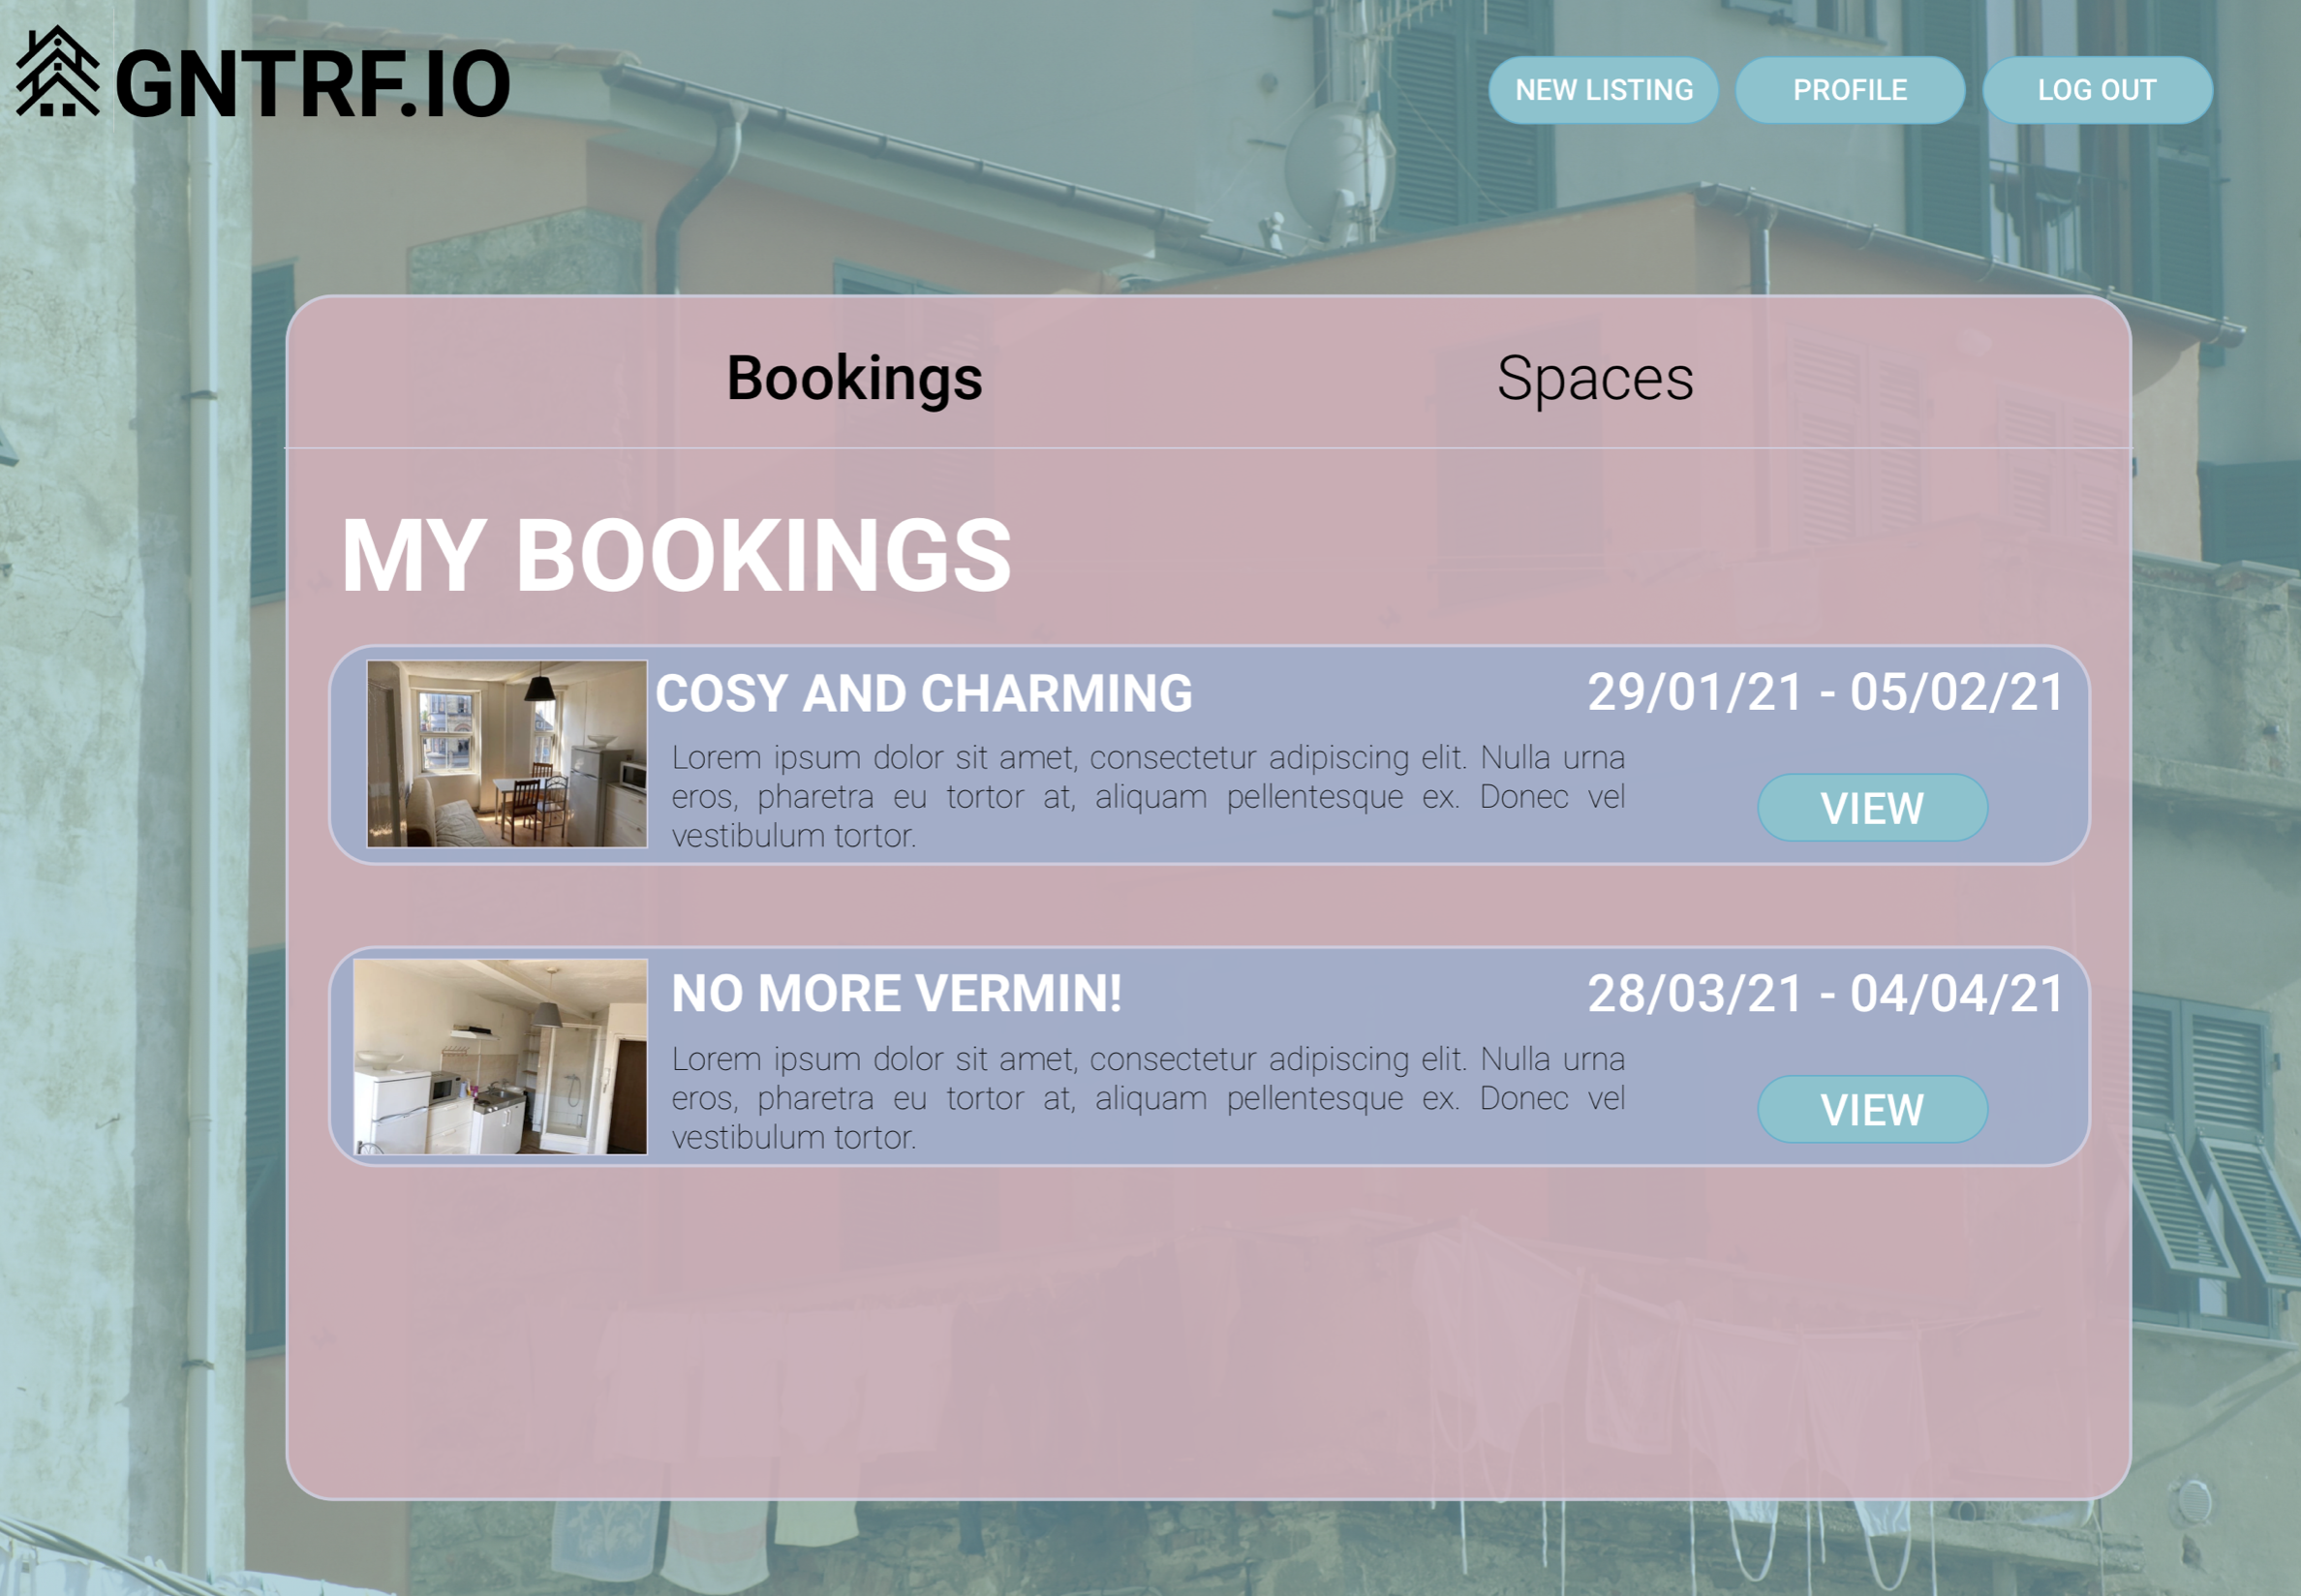 GNTRF.IO
NEW LISTING
PROFILE
LOG OUT
Bookings
Spaces
MY BOOKINGS
COSY AND CHARMING
29/01/21 - 05/02/21
Lorem ipsum dolor sit amet, consectetur adipiscing elit. Nulla urna
eros, pharetra eu tortor at, aliquam pellentesque ex. Donec vel
vestibulum tortor.
VIEW
NO MORE VERMIN!
28/03/21 - 04/04/21
Lorem ipsum dolor sit amet, consectetur adipiscing elit. Nulla urna
eros, pharetra eu tortor at, aliquam pellentesque ex. Donec vel
vestibulum tortor.
VIEW